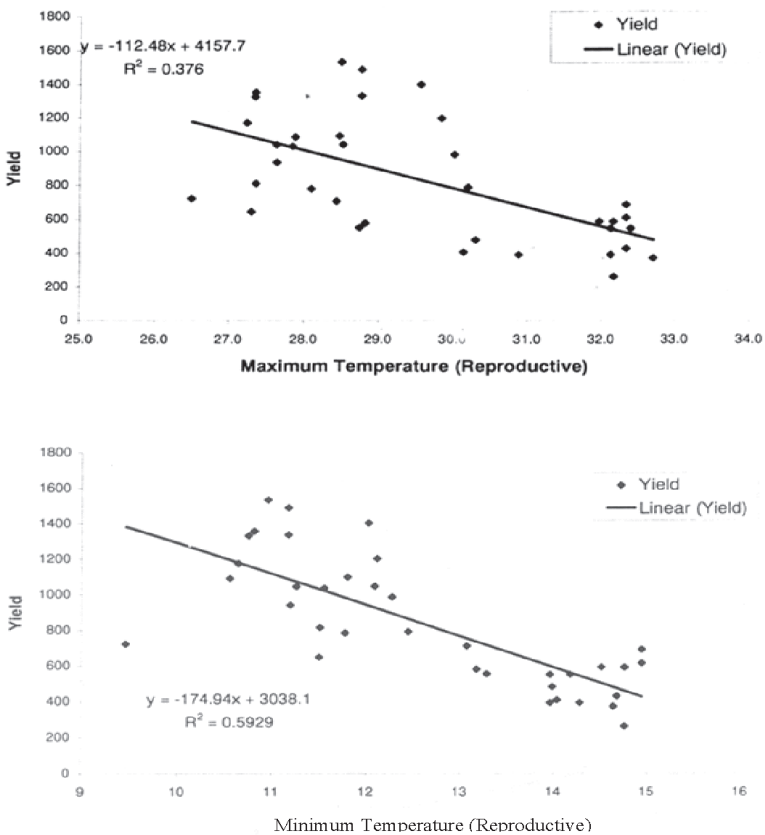 1800
1600
1400
1200
1000
800
600
400
200
0
Yield
y = -112.48x + 4157.7
R² = 0.376
Yield
Linear (Yield)
25.0 26.0 27.0 28.0 29.0 30.0 31.0 32.0 33.0 34.0
Maximum Temperature (Reproductive)
1800
1600
1400
1200
1000
800
600
400
200
0
Yield
Yield
Linear (Yield)
y = -174.94x + 3038.1
R² = 0.5929
9 10 11 12 13 14 15 16
Minimum Temperature (Reproductive)